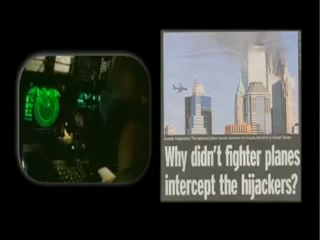 Why didn't fighter planes
intercept the hijackers?